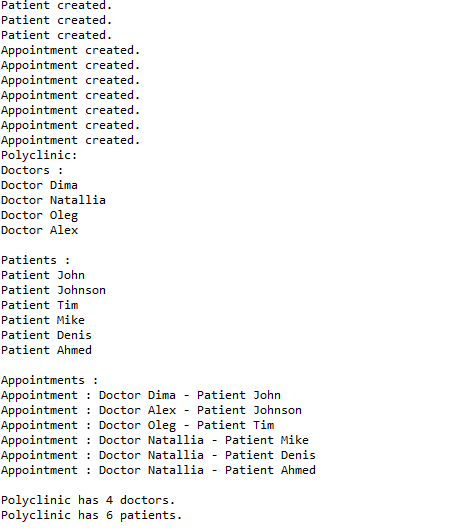 Patient created.
Patient created.
Patient created.
Appointment created.
Appointment created.
Appointment created.
Appointment created.
Appointment created.
Appointment created.
Appointment created.
Polyclinic:
Doctors :
Doctor Dima
Doctor Natallia
Doctor Oleg
Doctor Alex

Patients :
Patient John
Patient Johnson
Patient Tim
Patient Mike
Patient Denis
Patient Ahmed

Appointments :
Appointment : Doctor Dima - Patient John
Appointment : Doctor Alex - Patient Johnson
Appointment : Doctor Oleg - Patient Tim
Appointment : Doctor Natallia - Patient Mike
Appointment : Doctor Natallia - Patient Denis
Appointment : Doctor Natallia - Patient Ahmed

Polyclinic has 4 doctors.
Polyclinic has 6 patients.